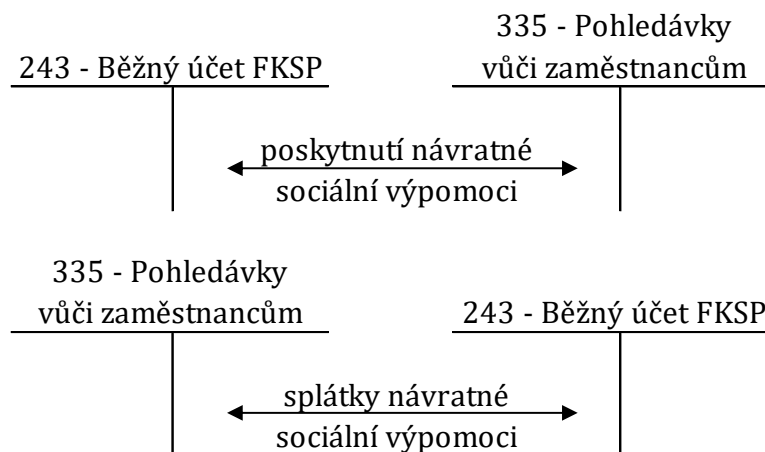 335 - Pohledávky
243 - Běžný účet FKSP vůči zaměstnancům
poskytnutí návratné
sociální výpomoci
335 - Pohledávky
vůči zaměstnancům 243 - Běžný účet FKSP
splátky návratné
sociální výpomoci